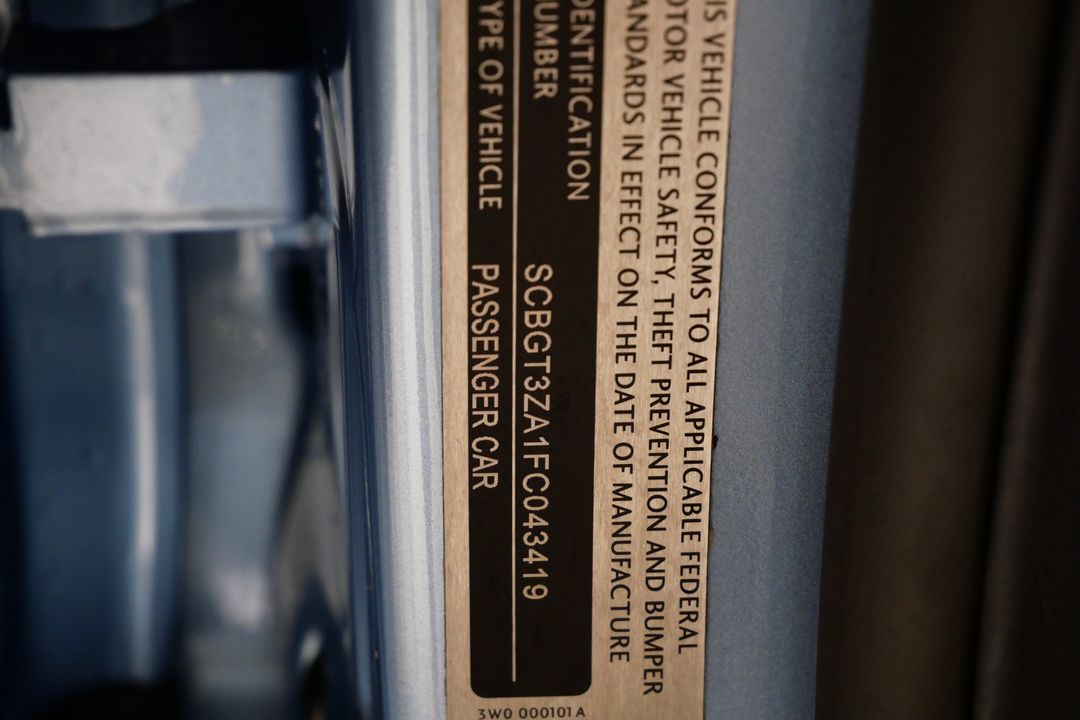 IS VEHICLE CONFORMS TO ALL APPLICABLE FEDERAL
OTOR VEHICLE SAFETY, THEFT PREVENTION AND BUMPER
ANDARDS IN EFFECT ON THE DATE OF MANUFACTURE
DENTIFICATION
UMBER SCBGT3ZA1FC043419
YPE OF VEHICLE PASSENGER CAR
3W0 000101 A